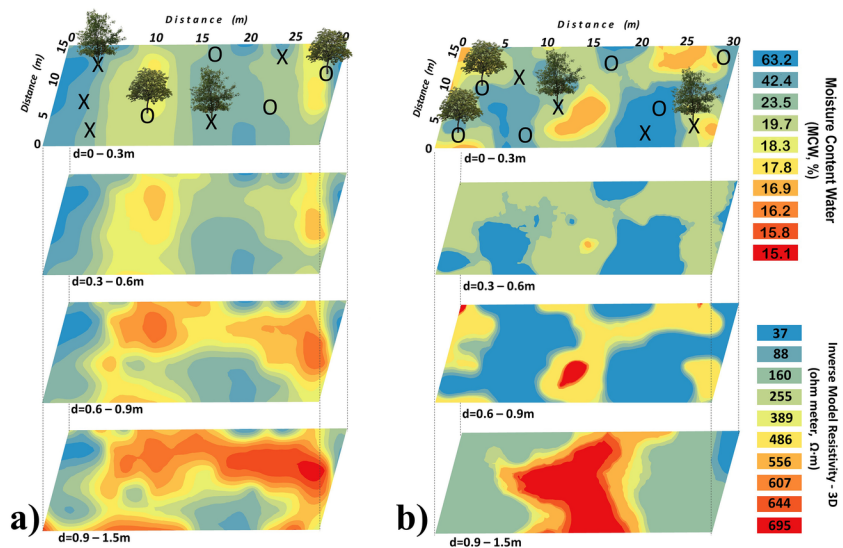 Distance (m)
0 5 10 15 20 25 30
15
10
5
0
Distance (m)
X O X O
X O X X O
d=0 – 0.3m
d=0.3 – 0.6m
d=0.6 – 0.9m
d=0.9 – 1.5m
a)
Distance (m)
0 5 10 15 20 25 30
15
10
5
0
Distance (m)
O X O O
O X O
O O X X
d=0 – 0.3m
d=0.3 – 0.6m
d=0.6 – 0.9m
d=0.9 – 1.5m
b)
63.2
42.4
23.5
19.7
18.3
17.8
16.9
16.2
15.8
15.1
Moisture Content Water
(MCW, %)
37
88
160
255
389
486
556
607
644
695
Inverse Model Resistivity - 3D
(ohm meter, Ω·m)